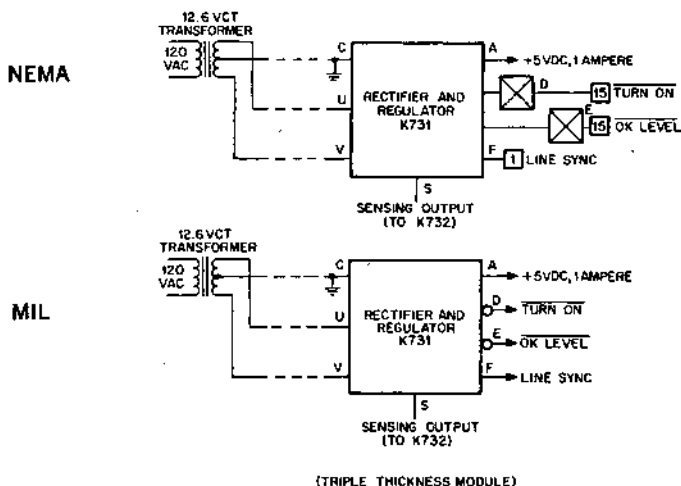 NEMA
12.6 VCT
TRANSFORMER
120
VAC
C
U
V
RECTIFIER AND
REGULATOR
K731
A
+5VDC, 1 AMPERE
D
15 TURN ON
E
15 OK LEVEL
F
1 LINE SYNC
S
SENSING OUTPUT
(TO K732)
MIL
12.6 VCT
TRANSFORMER
120
VAC
C
U
V
RECTIFIER AND
REGULATOR
K731
A
+5VDC, 1 AMPERE
D
TURN ON
E
OK LEVEL
F
LINE SYNC
S
SENSING OUTPUT
(TO K732)
(TRIPLE THICKNESS MODULE)